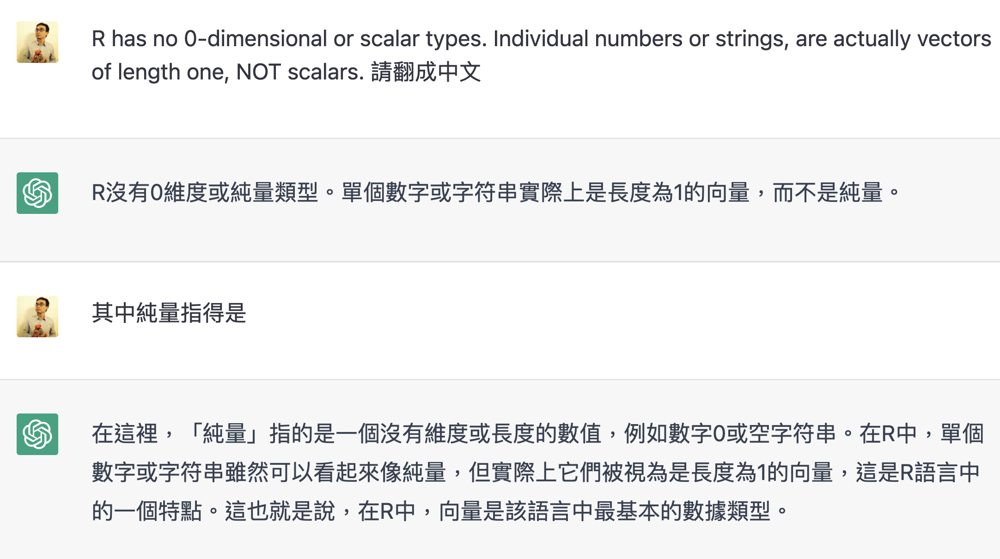 R has no 0-dimensional or scalar types. Individual numbers or strings, are actually vectors
of length one, NOT scalars. 請翻成中文
R沒有0維度或純量類型。單個數字或字符串實際上是長度為1的向量，而不是純量。
其中純量指得是
在這裡，「純量」指的是一個沒有維度或長度的數值，例如數字0或空字符串。在R中，單個
數字或字符串雖然可以看起來像純量，但實際上它們被視為是長度為1的向量，這是R語言中
的一個特點。這也就是說，在R中，向量是該語言中最基本的數據類型。